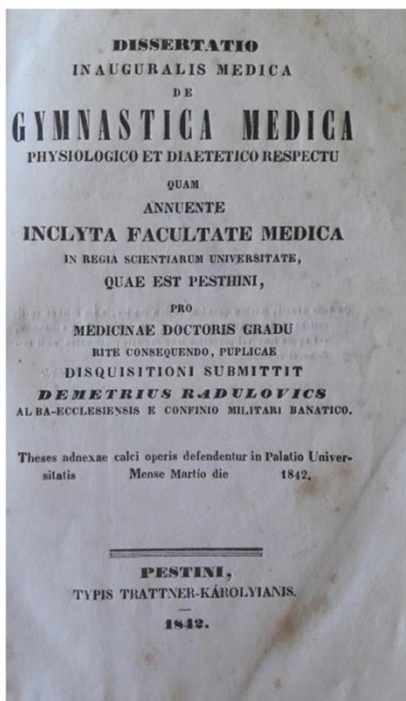 DISSERTATIO
INAUGURALIS MEDICA
DE
GYMNASTICA MEDICA
PHYSIOLOGICO ET DIAETETICO RESPECTU
QUAM
ANNUENTE
INCLYTA FACULTATE MEDICA
IN REGIA SCIENTIARUM UNIVERSITATE,
QUAE EST PESTHINI,
PRO
MEDICINAE DOCTORIS GRADU
RITE CONSEQUENDO, PUPLICAE
DISQUISITIONI SUBMITTIT
DEMETRIUS RADULOVICS
ALBA-ECCLESIENSIS E CONFINIO MILITARI BANATICO.
Theses adnexae calci operis defendentur in Palatio Univer-
sitatis Mense Martio die 1842.
PESTINI,
TYPIS TRATTNER-KÁROLYIANIS.
1842.